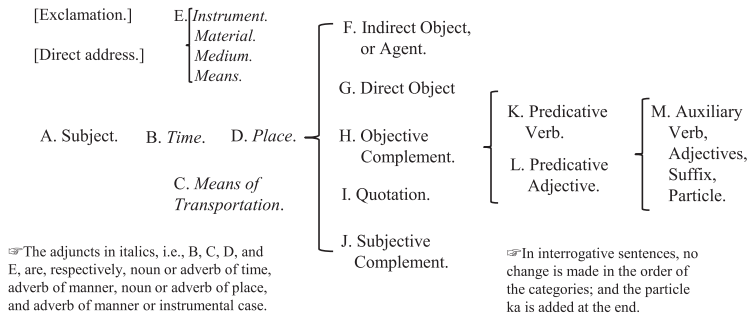 [Exclamation.]
[Direct address.]
E. Instrument.
Material.
Medium.
Means.
A. Subject.
B. Time.
D. Place.
C. Means of
Transportation.
F. Indirect Object,
or Agent.
G. Direct Object
H. Objective
Complement.
I. Quotation.
J. Subjective
Complement.
K. Predicative
Verb.
L. Predicative
Adjective.
M. Auxiliary
Verb,
Adjectives,
Suffix,
Particle.
☞The adjuncts in italics, i.e., B, C, D, and
E, are, respectively, noun or adverb of time,
adverb of manner, noun or adverb of place,
and adverb of manner or instrumental case.
☞In interrogative sentences, no
change is made in the order of
the categories; and the particle
ka is added at the end.